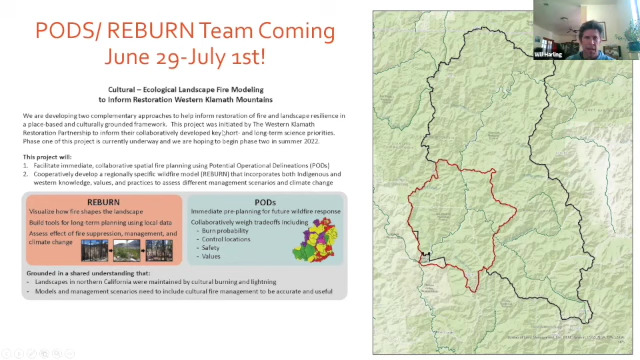 PODS/ REBURN Team Coming
June 29-July 1st!
Cultural – Ecological Landscape Fire Modeling
to Inform Restoration Western Klamath Mountains
We are developing two complementary approaches to help inform restoration of fire and landscape resilience in
a place-based and culturally grounded framework. This project was initiated by The Western Klamath
Restoration Partnership to inform their collaboratively developed key short- and long-term science priorities.
Phase one of this project is currently underway and we are hoping to begin phase two in summer 2022.
This project will:
1. Facilitate immediate, collaborative spatial fire planning using Potential Operational Delineations (PODs)
2. Cooperatively develop a regionally specific wildfire model (REBURN) that incorporates both Indigenous and
western knowledge, values, and practices to assess different management scenarios and climate change
REBURN
Visualize how fire shapes the landscape
Build tools for long-term planning using local data
Assess effect of fire suppression, management, and
climate change
PODs
Immediate pre-planning for future wildfire response
Collaboratively weigh tradeoffs including
- Burn probability
- Control locations
- Safety
- Values
Grounded in a shared understanding that:
– Landscapes in northern California were maintained by cultural burning and lightning
– Models and management scenarios need to include cultural fire management to be accurate and useful
Will Harling